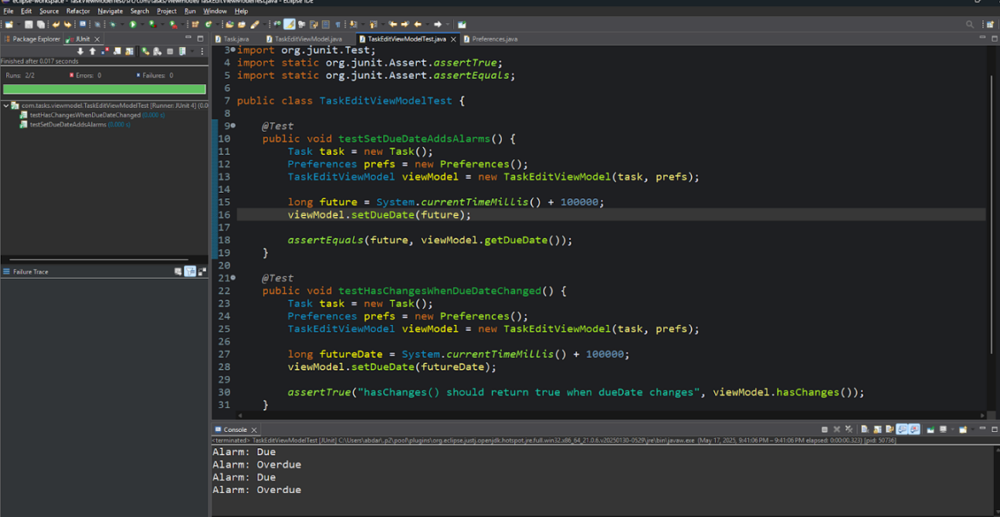 eclipse-workspace - TaskViewModelTest/src/com/tasks/viewmodel/TaskEditViewModelTest.java - Eclipse IDE
File Edit Source Refactor Navigate Search Project Run Window Help
Package Explorer JUnit
Finished after 0.017 seconds
Runs: 2/2 Errors: 0 Failures: 0
com.tasks.viewmodel.TaskEditViewModelTest [Runner: JUnit 4] (0.0
testHasChangesWhenDueDateChanged (0.000 s)
testSetDueDateAddsAlarms (0.000 s)
Failure Trace
Task.java TaskEditViewModel.java TaskEditViewModelTest.java Preferences.java
3 import org.junit.Test;
4 import static org.junit.Assert.assertTrue;
5 import static org.junit.Assert.assertEquals;
6
7 public class TaskEditViewModelTest {
8
9 @Test
10 public void testSetDueDateAddsAlarms() {
11 Task task = new Task();
12 Preferences prefs = new Preferences();
13 TaskEditViewModel viewModel = new TaskEditViewModel(task, prefs);
14
15 long future = System.currentTimeMillis() + 100000;
16 viewModel.setDueDate(future);
17
18 assertEquals(future, viewModel.getDueDate());
19 }
20
21 @Test
22 public void testHasChangesWhenDueDateChanged() {
23 Task task = new Task();
24 Preferences prefs = new Preferences();
25 TaskEditViewModel viewModel = new TaskEditViewModel(task, prefs);
26
27 long futureDate = System.currentTimeMillis() + 100000;
28 viewModel.setDueDate(futureDate);
29
30 assertTrue("hasChanges() should return true when dueDate changes", viewModel.hasChanges());
31 }
Console
<terminated> TaskEditViewModelTest [JUnit] C:\Users\abdar\.p2\pool\plugins\org.eclipse.justj.openjdk.hotspot.jre.full.win32.x86_64_21.0.6.v20250130-0529\jre\bin\javaw.exe (May 17, 2025, 9:41:06 PM – 9:41:06 PM elapsed: 0:00:00.323) [pid: 50736]
Alarm: Due
Alarm: Overdue
Alarm: Due
Alarm: Overdue